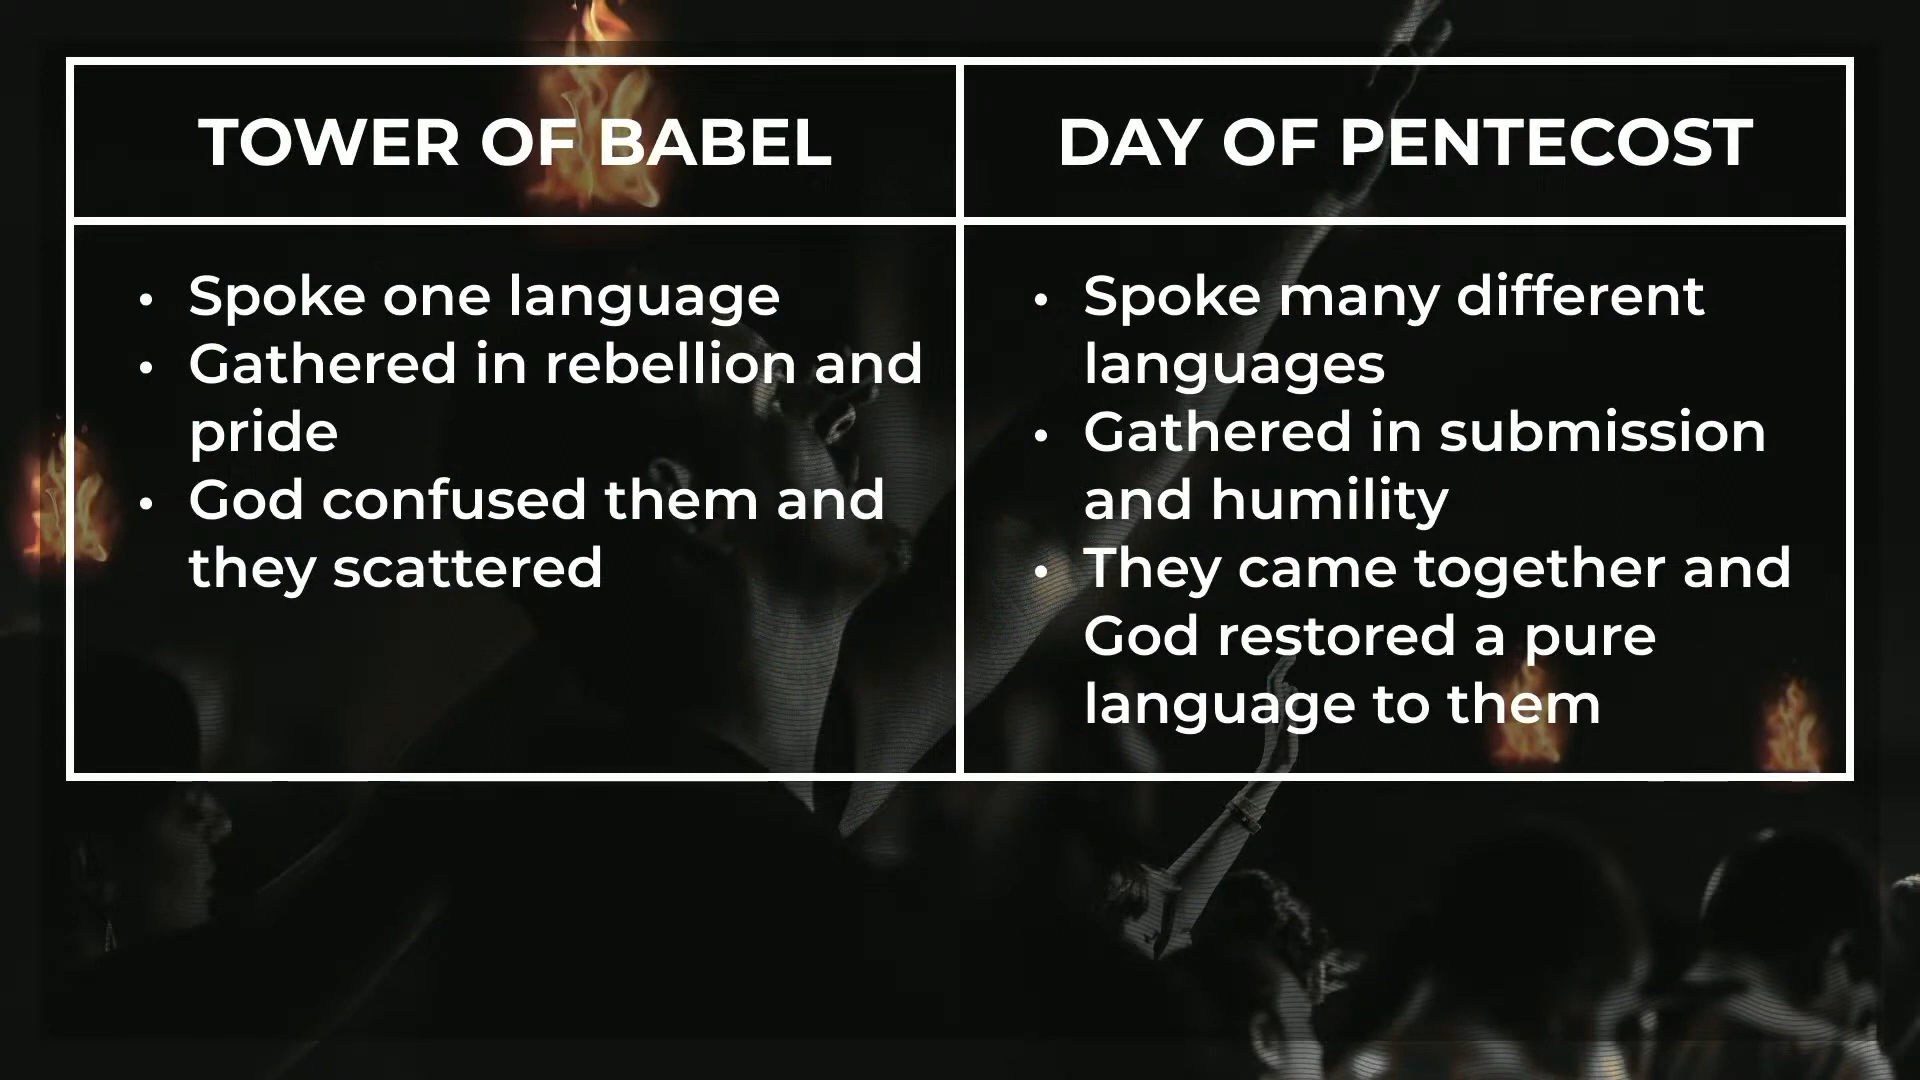 TOWER OF BABEL
• Spoke one language
• Gathered in rebellion and
pride
• God confused them and
they scattered
DAY OF PENTECOST
• Spoke many different
languages
• Gathered in submission
and humility
• They came together and
God restored a pure
language to them